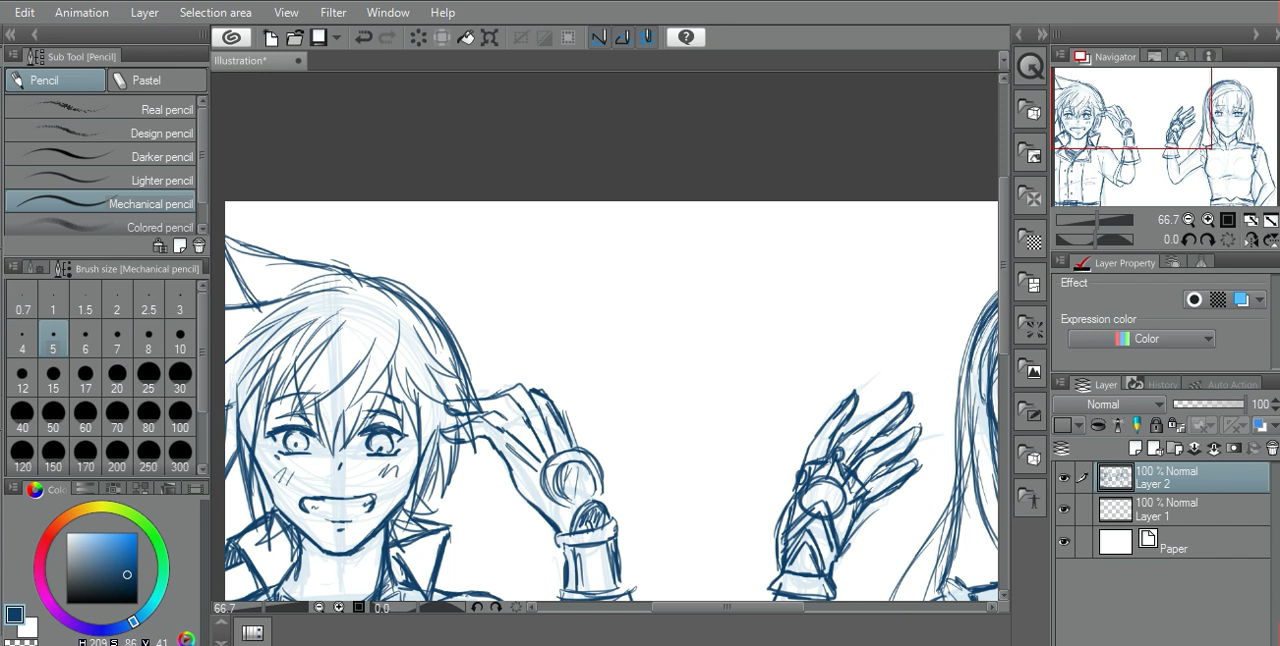 Edit Animation Layer Selection area View Filter Window Help
Sub Tool [Pencil]
Pencil Pastel
Real pencil
Design pencil
Darker pencil
Lighter pencil
Mechanical pencil
Colored pencil
Brush size [Mechanical pencil]
0.7 1 1.5 2 2.5 3
4 5 6 7 8 10
12 15 17 20 25 30
40 50 60 70 80 100
120 150 170 200 250 300
H 209 S 86 V 41
Illustration*
66.7 0.0
Navigator
66.7
0.0
Layer Property
Effect
Expression color
Color
Layer History Auto Action
Normal 100
100 % Normal
Layer 2
100 % Normal
Layer 1
Paper